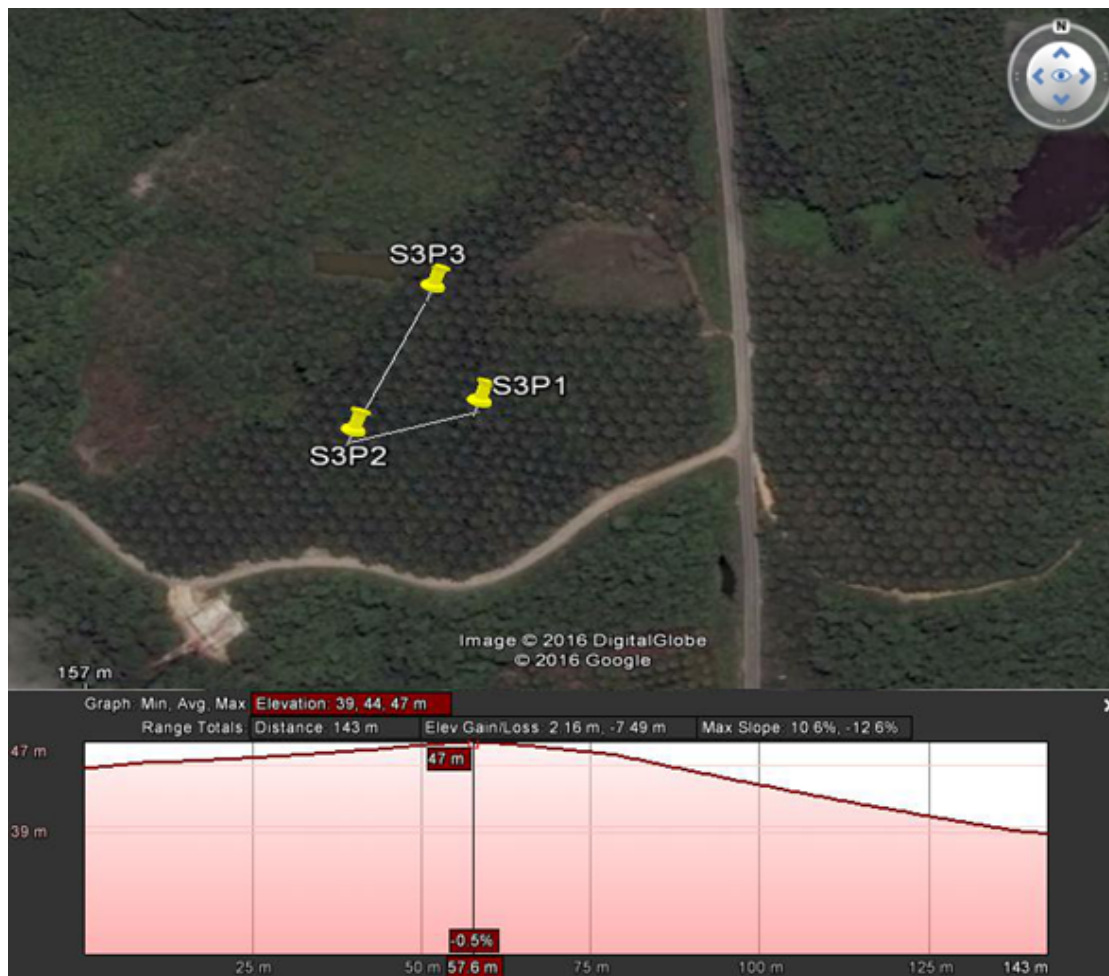 N
S3P3
S3P1
S3P2
Image © 2016 DigitalGlobe
© 2016 Google
157 m
Graph: Min, Avg, Max Elevation: 39, 44, 47 m
Range Totals: Distance: 143 m Elev Gain/Loss: 2.16 m, -7.49 m Max Slope: 10.6%, -12.6%
47 m
47 m
39 m
-0.5%
25 m 50 m 57.6 m 75 m 100 m 125 m 143 m